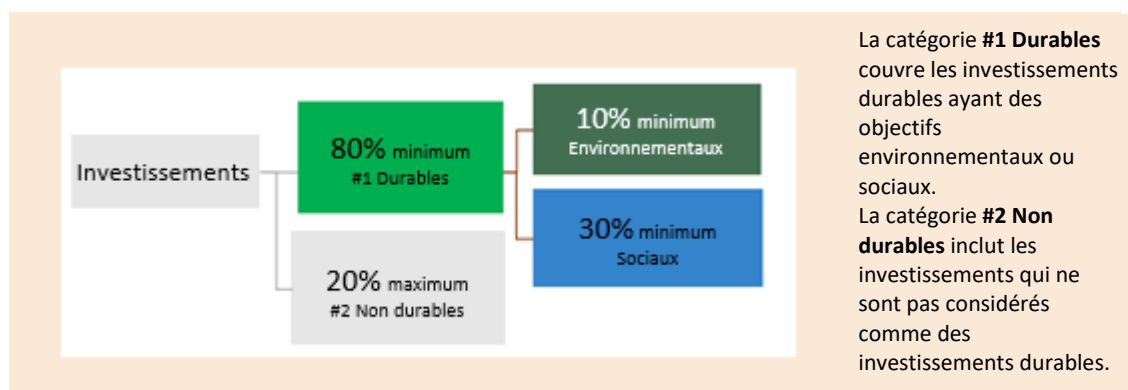 Investissements
80% minimum
#1 Durables
20% maximum
#2 Non durables
10% minimum
Environnementaux
30% minimum
Sociaux
La catégorie #1 Durables
couvre les investissements
durables ayant des
objectifs
environnementaux ou
sociaux.
La catégorie #2 Non
durables inclut les
investissements qui ne
sont pas considérés
comme des
investissements durables.